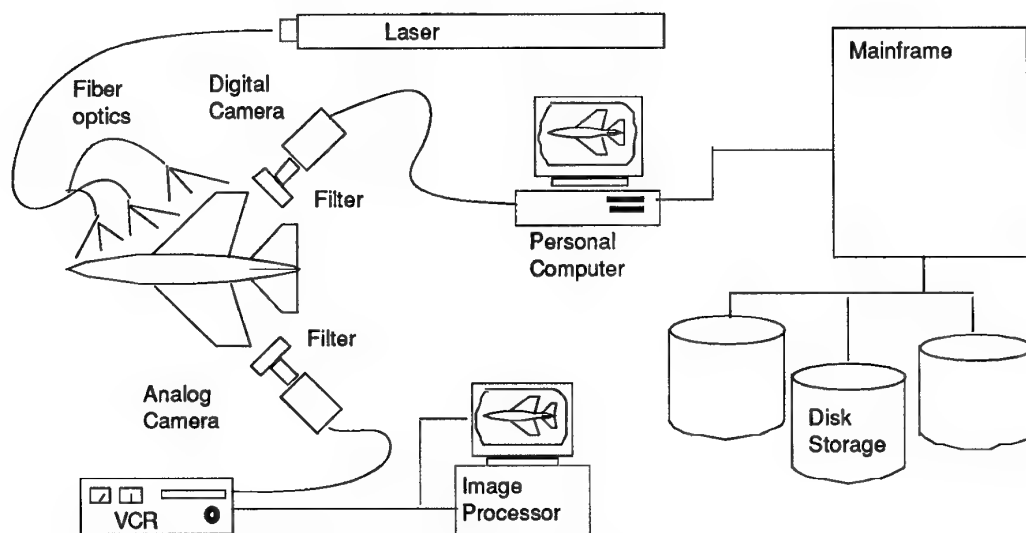 Laser
Mainframe
Fiber
optics
Digital
Camera
Filter
Personal
Computer
Filter
Analog
Camera
Disk
Storage
Image
Processor
VCR